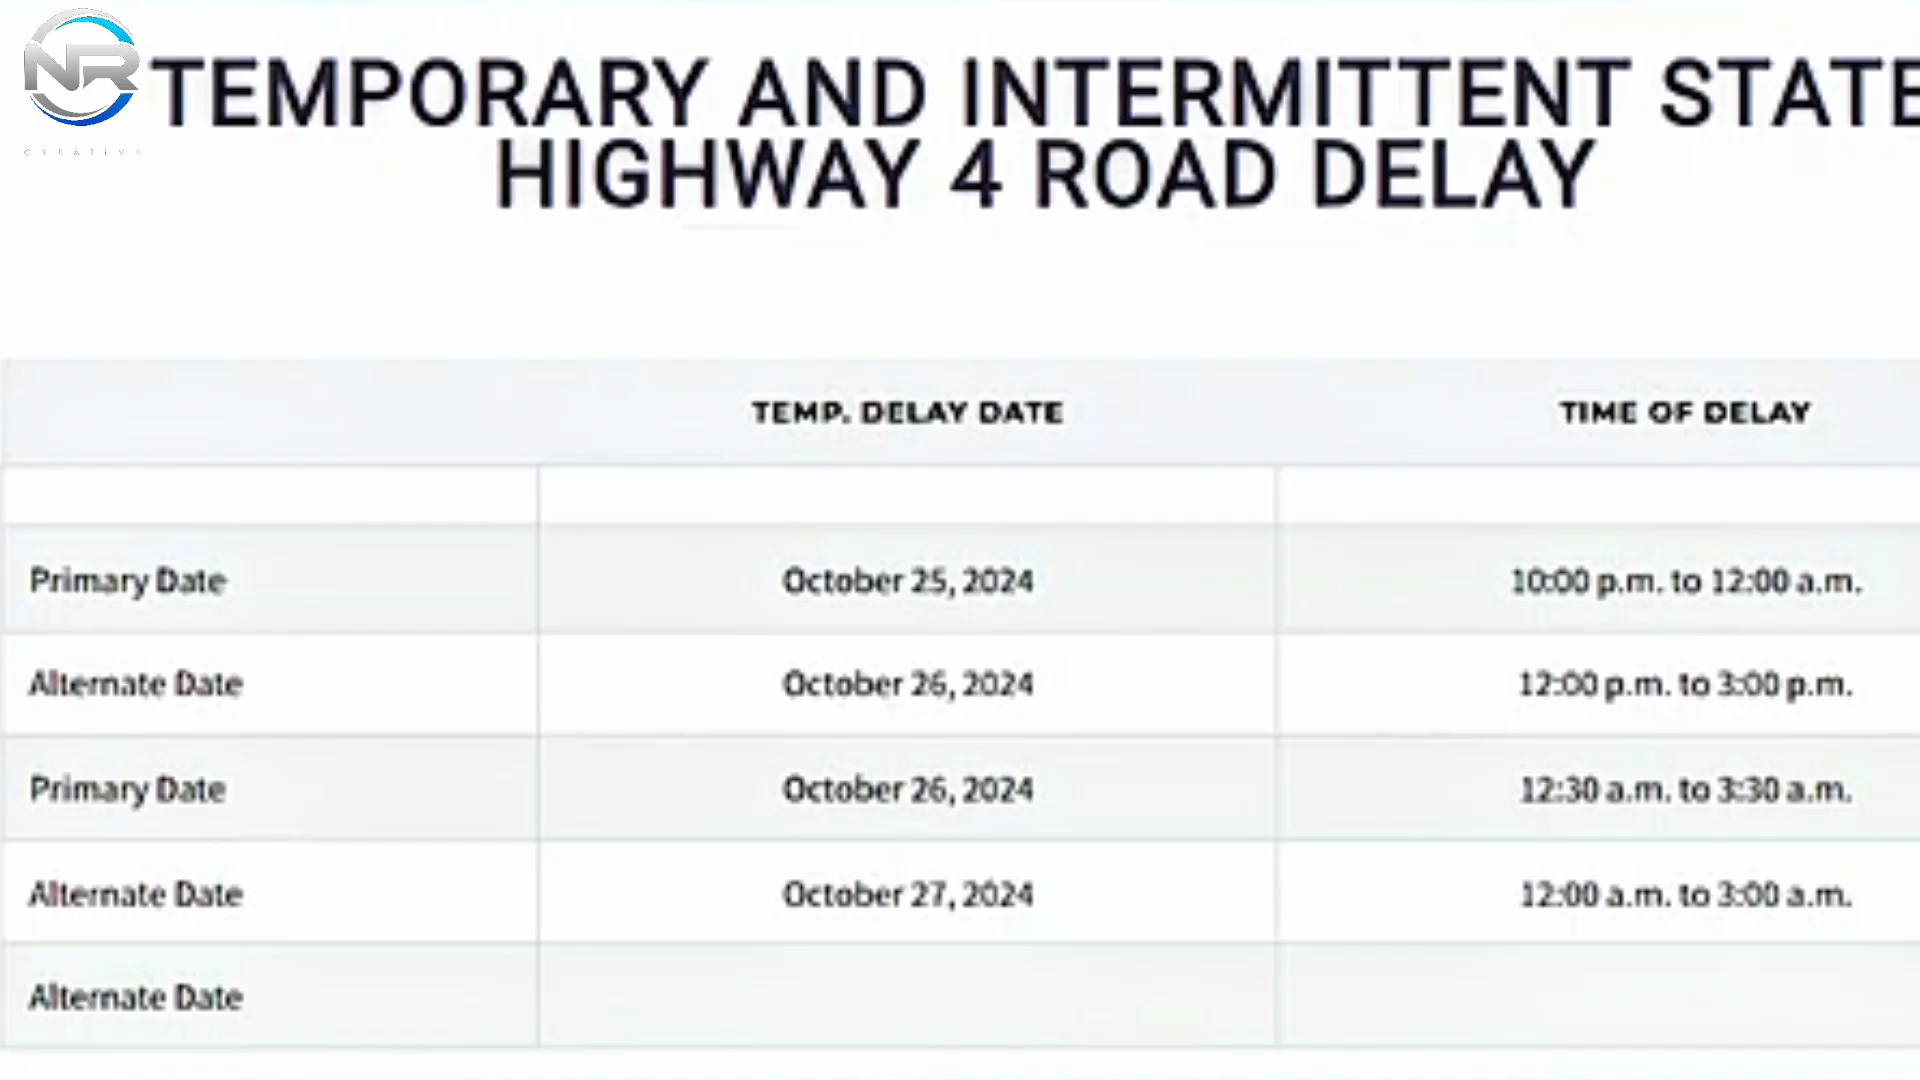 NR
CREATIVE
TEMPORARY AND INTERMITTENT STATE
HIGHWAY 4 ROAD DELAY
TEMP. DELAY DATE TIME OF DELAY
Primary Date October 25, 2024 10:00 p.m. to 12:00 a.m.
Alternate Date October 26, 2024 12:00 p.m. to 3:00 p.m.
Primary Date October 26, 2024 12:30 a.m. to 3:30 a.m.
Alternate Date October 27, 2024 12:00 a.m. to 3:00 a.m.
Alternate Date